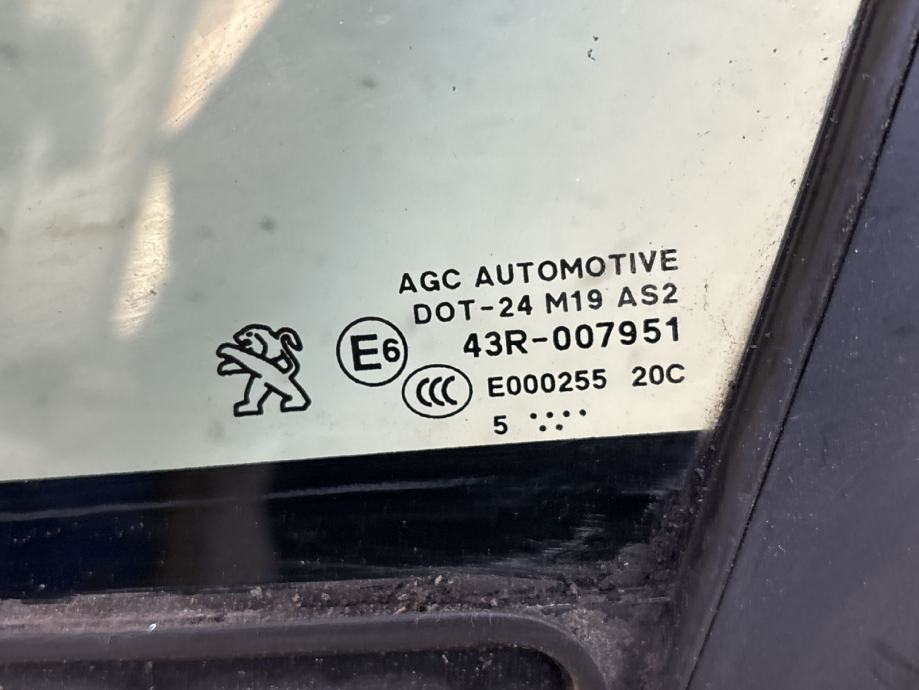 AGC AUTOMOTIVE
DOT-24 M19 AS2
E6 43R-007951
CCC E000255 20C
5